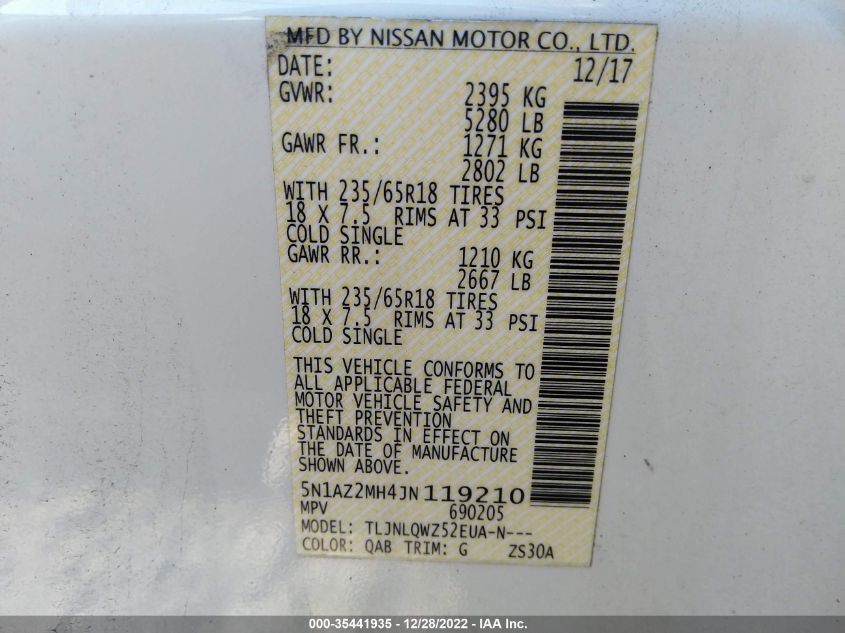 MFD BY NISSAN MOTOR CO., LTD.
DATE: 12/17
GVWR: 2395 KG
5280 LB
GAWR FR.: 1271 KG
2802 LB
WITH 235/65R18 TIRES
18 X 7.5 RIMS AT 33 PSI
COLD SINGLE
GAWR RR.: 1210 KG
2667 LB
WITH 235/65R18 TIRES
18 X 7.5 RIMS AT 33 PSI
COLD SINGLE
THIS VEHICLE CONFORMS TO
ALL APPLICABLE FEDERAL
MOTOR VEHICLE SAFETY AND
THEFT PREVENTION
STANDARDS IN EFFECT ON
THE DATE OF MANUFACTURE
SHOWN ABOVE.
5N1AZ2MH4JN119210
MPV 690205
MODEL: TLJNLQWZ52EUA-N---
COLOR: QAB TRIM: G ZS30A
000-35441935 - 12/28/2022 - IAA Inc.